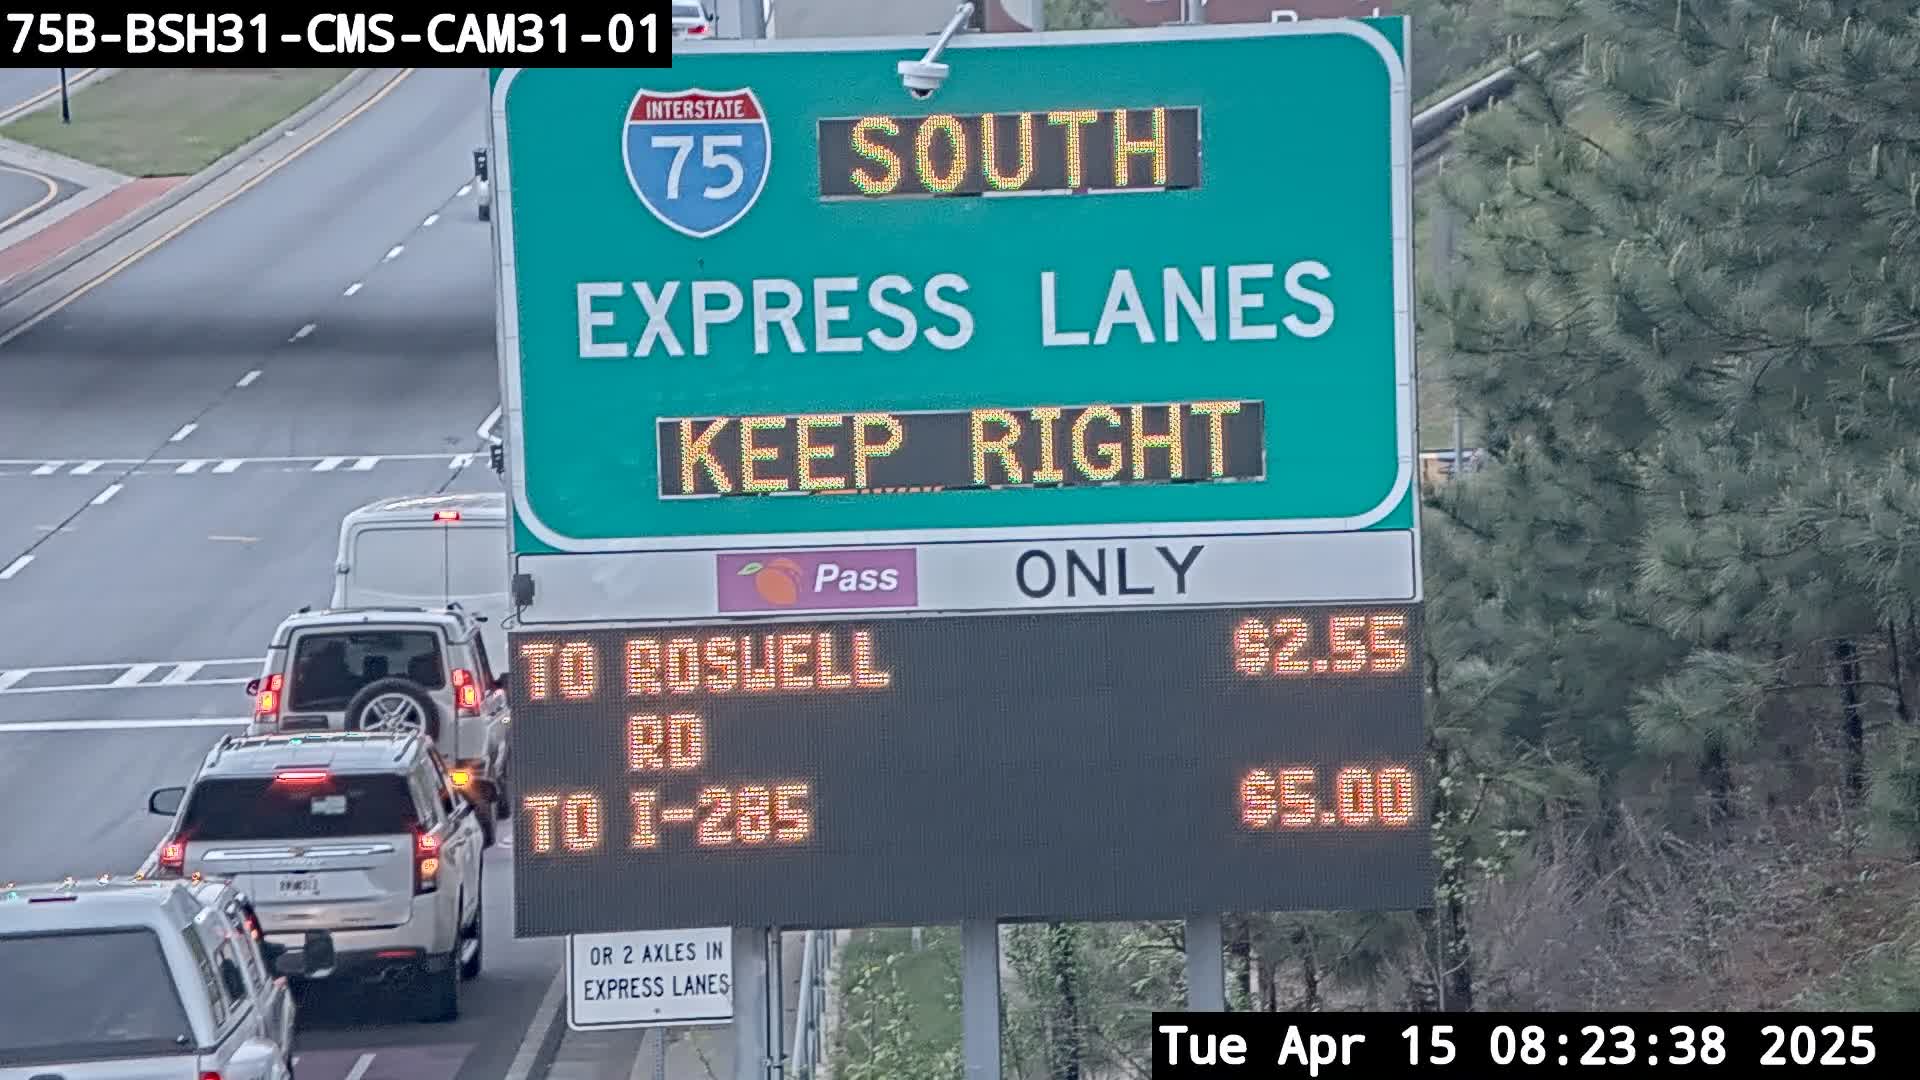 75B-BSH31-CMS-CAM31-01
INTERSTATE
75
SOUTH
EXPRESS LANES
KEEP RIGHT
Pass ONLY
TO ROSWELL $2.55
RD
TO I-285 $5.00
OR 2 AXLES IN
EXPRESS LANES
Tue Apr 15 08:23:38 2025